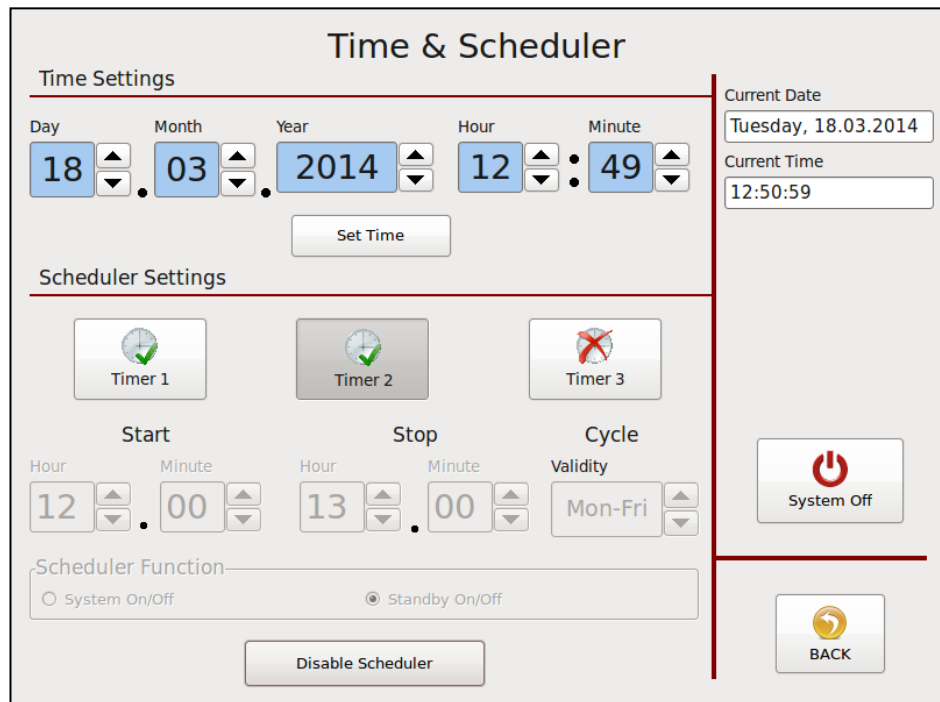 Time & Scheduler
Time Settings
Day Month Year Hour Minute
18 . 03 . 2014 12 : 49
Set Time
Current Date
Tuesday, 18.03.2014
Current Time
12:50:59
Scheduler Settings
Timer 1 Timer 2 Timer 3
Start Stop Cycle
Hour Minute Hour Minute Validity
12 . 00 13 . 00 Mon-Fri
Scheduler Function
System On/Off Standby On/Off
Disable Scheduler
System Off
BACK